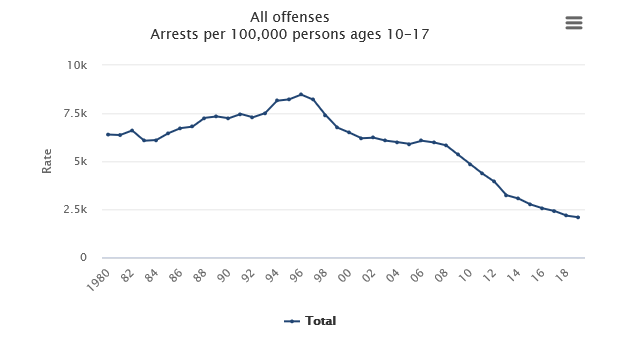 All offenses
Arrests per 100,000 persons ages 10-17
10k
7.5k
5k
2.5k
0
Rate
1980 82 84 86 88 90 92 94 96 98 00 02 04 06 08 10 12 14 16 18
Total